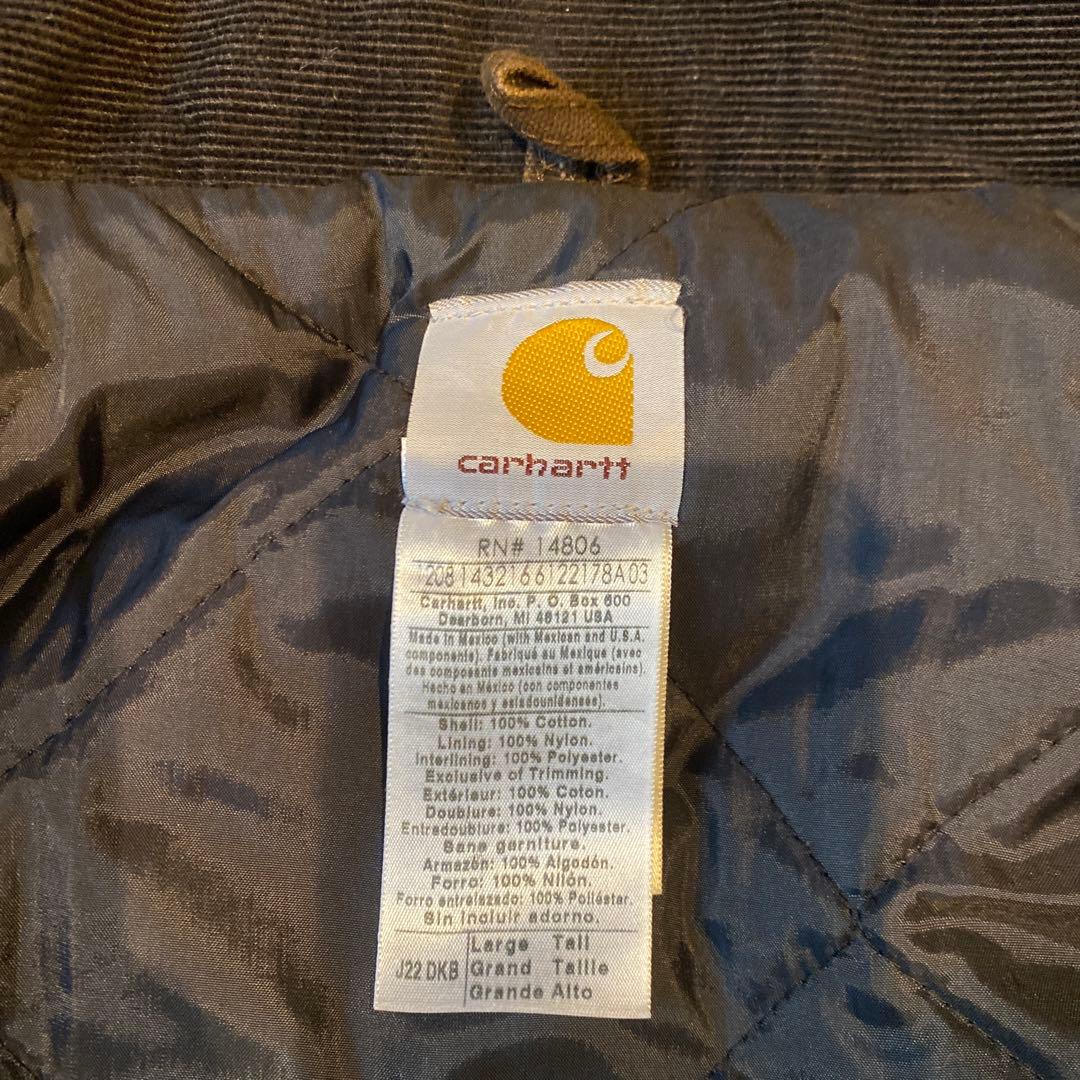 carhartt
RN# 14806
1208 1432166122178A 03
Carhartt, Inc. P. O. Box 600
Dearborn, MI 48121 USA
Made in Mexico (with Mexican and U.S.A.
components). Fabriqué au Mexique (avec
des composants mexicains et américains).
Hecho en México (con componentes
mexicanos y estadounidenses).
Shell: 100% Cotton.
Lining: 100% Nylon.
Interlining: 100% Polyester.
Exclusive of Trimming.
Extérieur: 100% Coton.
Doublure: 100% Nylon.
Entredoublure: 100% Polyester.
Sans garniture.
Armazón: 100% Algodón.
Forro: 100% Nilón.
Forro entrelazado: 100% Poliéster.
Sin incluir adorno.
J22 DKB
Large Tall
Grand Taille
Grande Alto